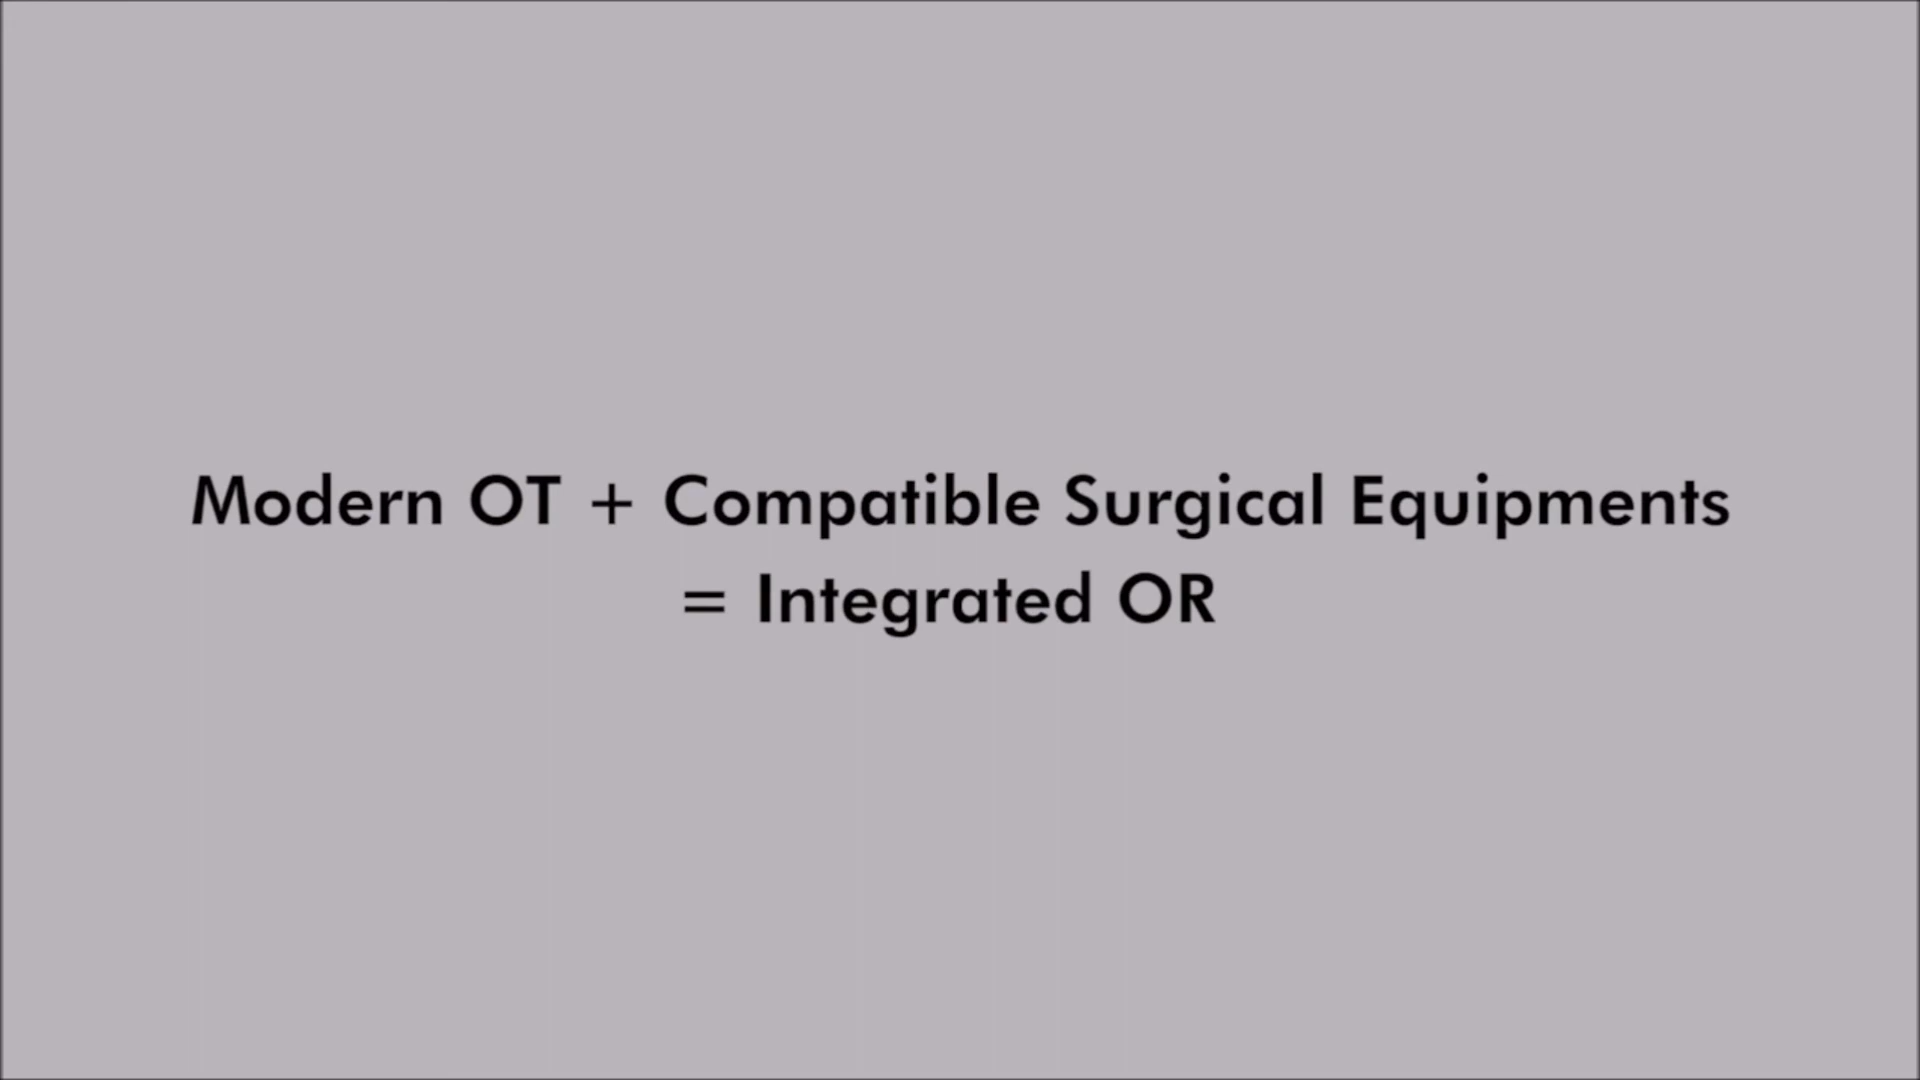 Modern OT + Compatible Surgical Equipments
= Integrated OR